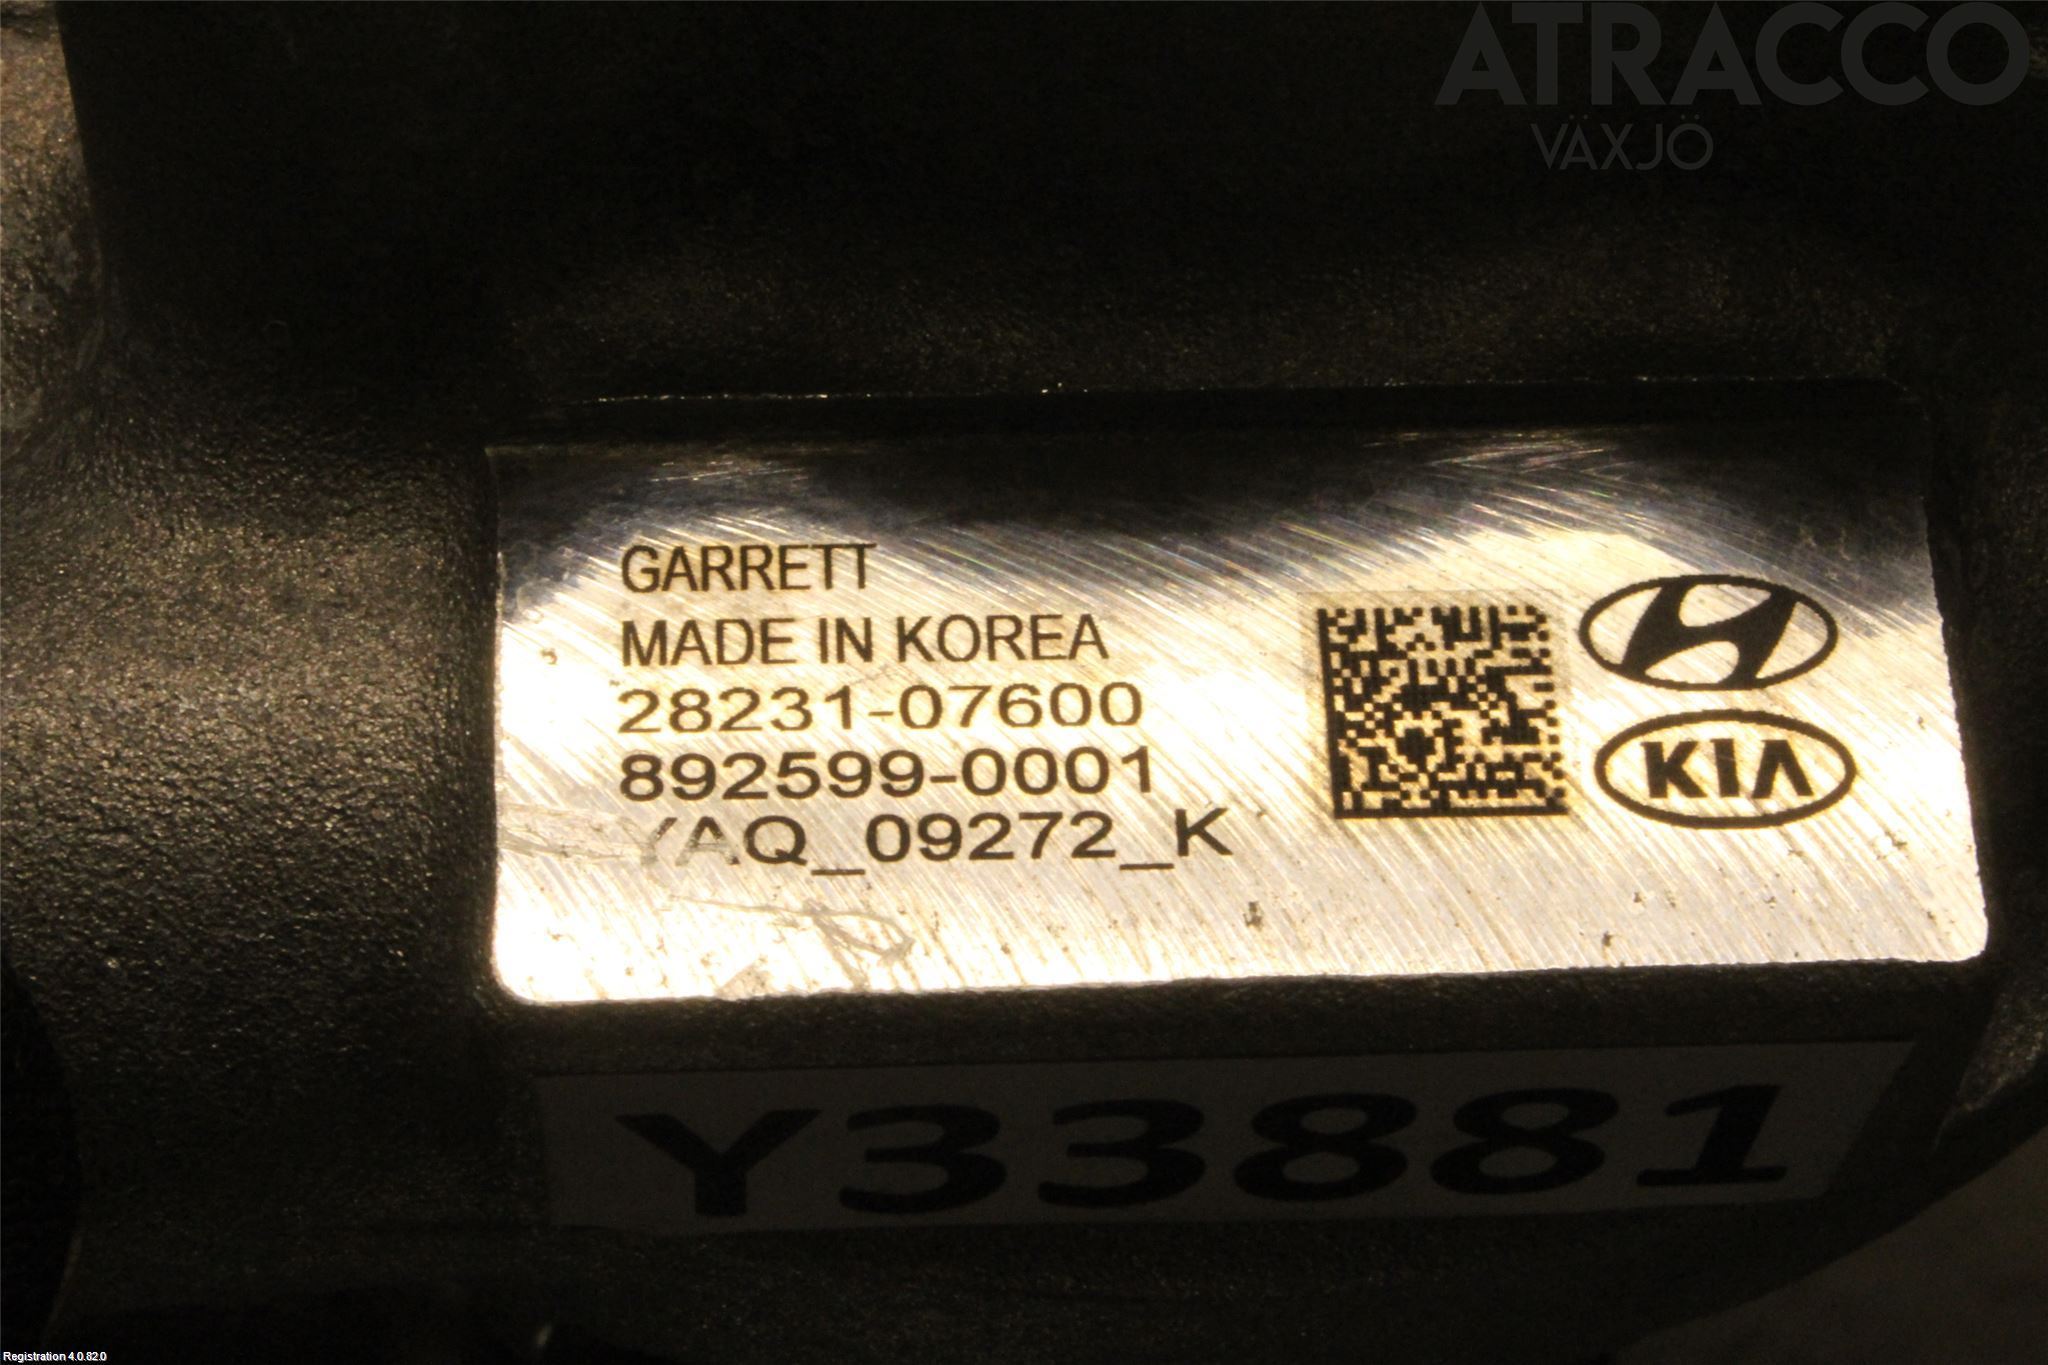 ATRACCO
VÄXJÖ
GARRETT
MADE IN KOREA
28231-07600
892599-0001
YAQ_09272_K
KIA
Y33881
Registration 4.0.82.0